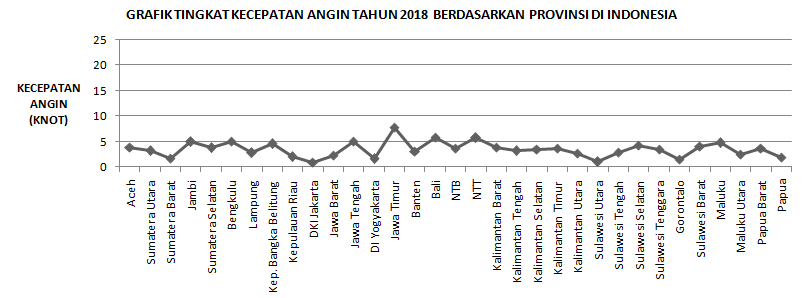 GRAFIK TINGKAT KECEPATAN ANGIN TAHUN 2018 BERDASARKAN PROVINSI DI INDONESIA
25
20
15
10
5
0
KECEPATAN
ANGIN
(KNOT)
Aceh
Sumatera Utara
Sumatera Barat
Jambi
Sumatera Selatan
Bengkulu
Lampung
Kep. Bangka Belitung
Kepulauan Riau
DKI Jakarta
Jawa Barat
Jawa Tengah
DI Yogyakarta
Jawa Timur
Banten
Bali
NTB
NTT
Kalimantan Barat
Kalimantan Tengah
Kalimantan Selatan
Kalimantan Timur
Kalimantan Utara
Sulawesi Utara
Sulawesi Tengah
Sulawesi Selatan
Sulawesi Tenggara
Gorontalo
Sulawesi Barat
Maluku
Maluku Utara
Papua Barat
Papua